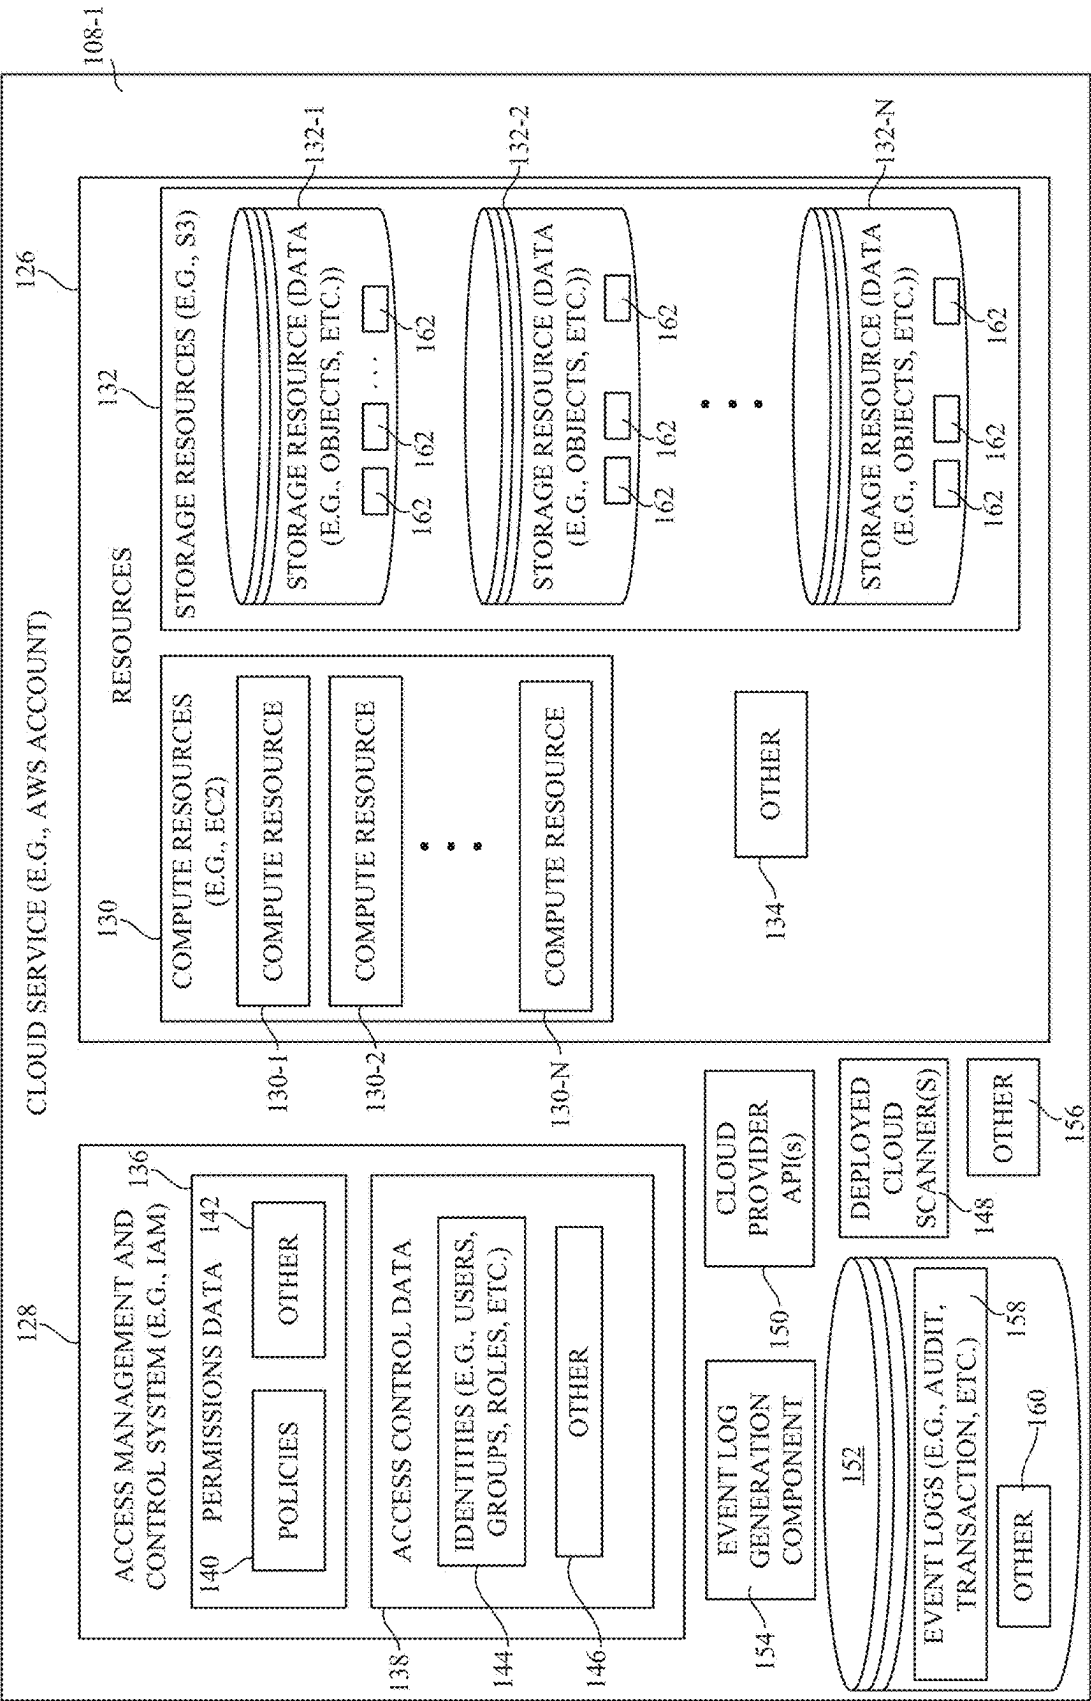 108-1
CLOUD SERVICE (E.G., AWS ACCOUNT)
128
ACCESS MANAGEMENT AND
CONTROL SYSTEM (E.G., IAM)
136
PERMISSIONS DATA
140
POLICIES
142
OTHER
138
ACCESS CONTROL DATA
144
IDENTITIES (E.G., USERS,
GROUPS, ROLES, ETC.)
146
OTHER
154
EVENT LOG
GENERATION
COMPONENT
150
CLOUD
PROVIDER
API(s)
152
EVENT LOGS (E.G., AUDIT,
TRANSACTION, ETC.)
158
OTHER
160
DEPLOYED
CLOUD
SCANNER(S)
148
OTHER
156
126
RESOURCES
130
COMPUTE RESOURCES
(E.G., EC2)
COMPUTE RESOURCE
130-1
COMPUTE RESOURCE
130-2
COMPUTE RESOURCE
130-N
OTHER
134
132
STORAGE RESOURCES (E.G., S3)
132-1
STORAGE RESOURCE (DATA
(E.G., OBJECTS, ETC.))
162 162 ... 162
132-2
STORAGE RESOURCE (DATA
(E.G., OBJECTS, ETC.))
162 162 162
132-N
STORAGE RESOURCE (DATA
(E.G., OBJECTS, ETC.))
162 162 162